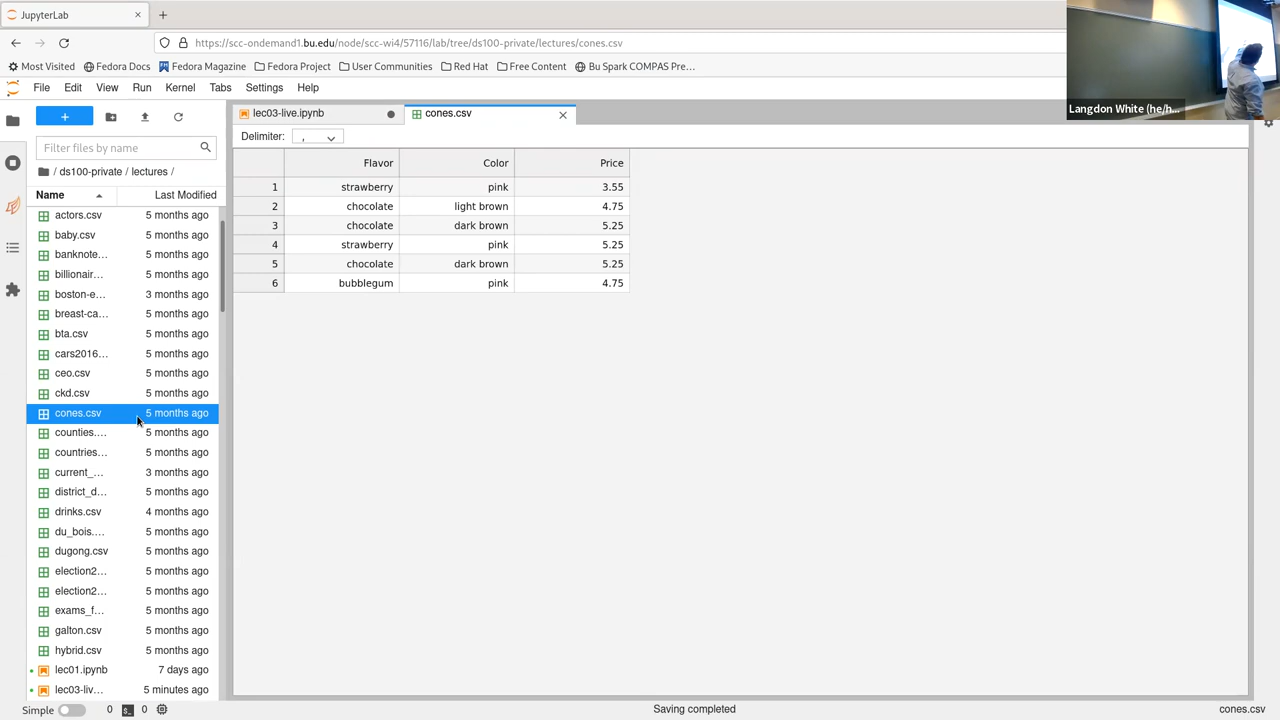 JupyterLab
https://scc-ondemand1.bu.edu/node/scc-wi4/57116/lab/tree/ds100-private/lectures/cones.csv
Most Visited Fedora Docs Fedora Magazine Fedora Project User Communities Red Hat Free Content Bu Spark COMPAS Pre…
Langdon White (he/h...
File Edit View Run Kernel Tabs Settings Help
lec03-live.ipynb cones.csv
Delimiter: ,
Filter files by name
/ ds100-private / lectures /
Name Last Modified
actors.csv 5 months ago
baby.csv 5 months ago
banknote… 5 months ago
billionair… 5 months ago
boston-e… 3 months ago
breast-ca… 5 months ago
bta.csv 5 months ago
cars2016… 5 months ago
ceo.csv 5 months ago
ckd.csv 5 months ago
cones.csv 5 months ago
counties.… 5 months ago
countries… 5 months ago
current_… 3 months ago
district_d… 5 months ago
drinks.csv 4 months ago
du_bois.… 5 months ago
dugong.csv 5 months ago
election2… 5 months ago
election2… 5 months ago
exams_f… 5 months ago
galton.csv 5 months ago
hybrid.csv 5 months ago
lec01.ipynb 7 days ago
lec03-liv… 5 minutes ago
Flavor Color Price
1 strawberry pink 3.55
2 chocolate light brown 4.75
3 chocolate dark brown 5.25
4 strawberry pink 5.25
5 chocolate dark brown 5.25
6 bubblegum pink 4.75
Simple 0 0 Saving completed cones.csv